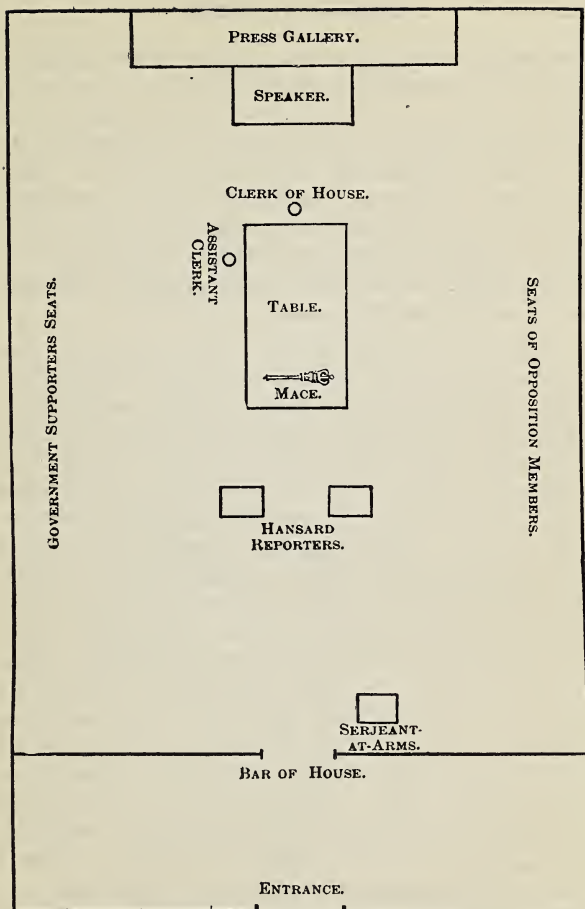 PRESS GALLERY.
SPEAKER.
CLERK OF HOUSE.
ASSISTANT
CLERK.
TABLE.
MACE.
GOVERNMENT SUPPORTERS SEATS.
SEATS OF OPPOSITION MEMBERS.
HANSARD
REPORTERS.
SERJEANT-
AT-ARMS.
BAR OF HOUSE.
ENTRANCE.